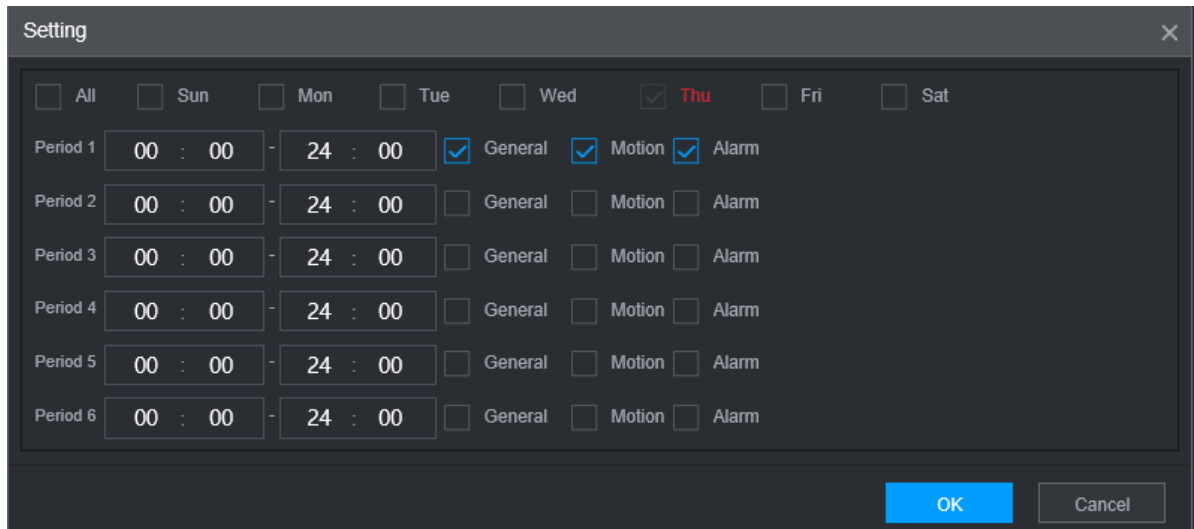 Setting
All Sun Mon Tue Wed Thu Fri Sat
Period 1 00 : 00 - 24 : 00 General Motion Alarm
Period 2 00 : 00 - 24 : 00 General Motion Alarm
Period 3 00 : 00 - 24 : 00 General Motion Alarm
Period 4 00 : 00 - 24 : 00 General Motion Alarm
Period 5 00 : 00 - 24 : 00 General Motion Alarm
Period 6 00 : 00 - 24 : 00 General Motion Alarm
OK Cancel